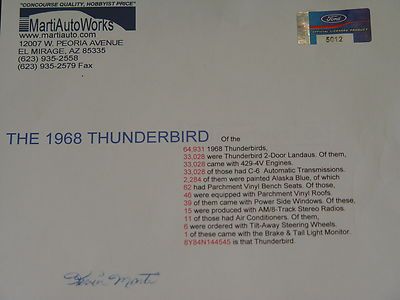 "CONCOURSE QUALITY, HOBBYIST PRICE"
MartiAutoWorks
www.martiauto.com
12007 W. PEORIA AVENUE
EL MIRAGE, AZ 85335
(623) 935-2558
(623) 935-2579 Fax
Ford
OFFICIAL LICENSED PRODUCT
5012
THE 1968 THUNDERBIRD Of the
64,931 1968 Thunderbirds,
33,028 were Thunderbird 2-Door Landaus. Of them,
33,028 came with 429-4V Engines.
33,028 of those had C-6 Automatic Transmissions.
2,284 of them were painted Alaska Blue, of which
62 had Parchment Vinyl Bench Seats. Of those,
46 were equipped with Parchment Vinyl Roofs.
39 of them came with Power Side Windows. Of these,
15 were produced with AM/8-Track Stereo Radios.
11 of those had Air Conditioners. Of them,
6 were ordered with Tilt-Away Steering Wheels.
1 of these came with the Brake & Tail Light Monitor.
8Y84N144545 is that Thunderbird.
Kevin Marti